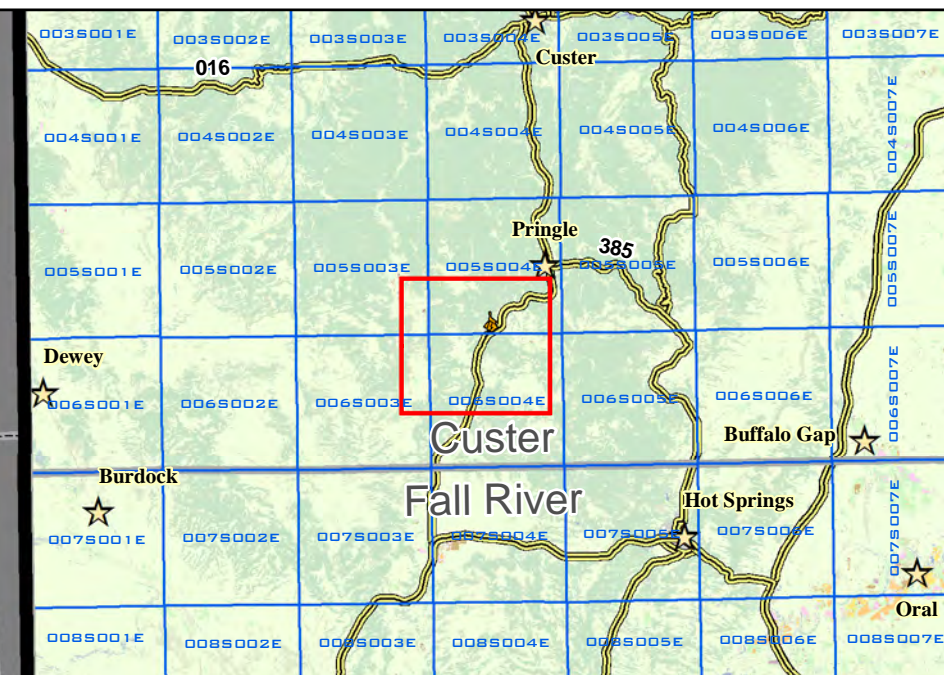 003S001E 003S002E 003S003E 003S004E 003S005E 003S006E 003S007E
Custer
016
004S001E 004S002E 004S003E 004S004E 004S005E 004S006E 004S007E
Pringle
385
005S001E 005S002E 005S003E 005S004E 005S005E 005S006E 005S007E
Dewey
006S001E 006S002E 006S003E 006S004E 006S005E 006S006E 006S007E
Custer
Buffalo Gap
Burdock
Fall River
Hot Springs
007S001E 007S002E 007S003E 007S004E 007S005E 007S006E 007S007E
Oral
008S001E 008S002E 008S003E 008S004E 008S005E 008S006E 008S007E